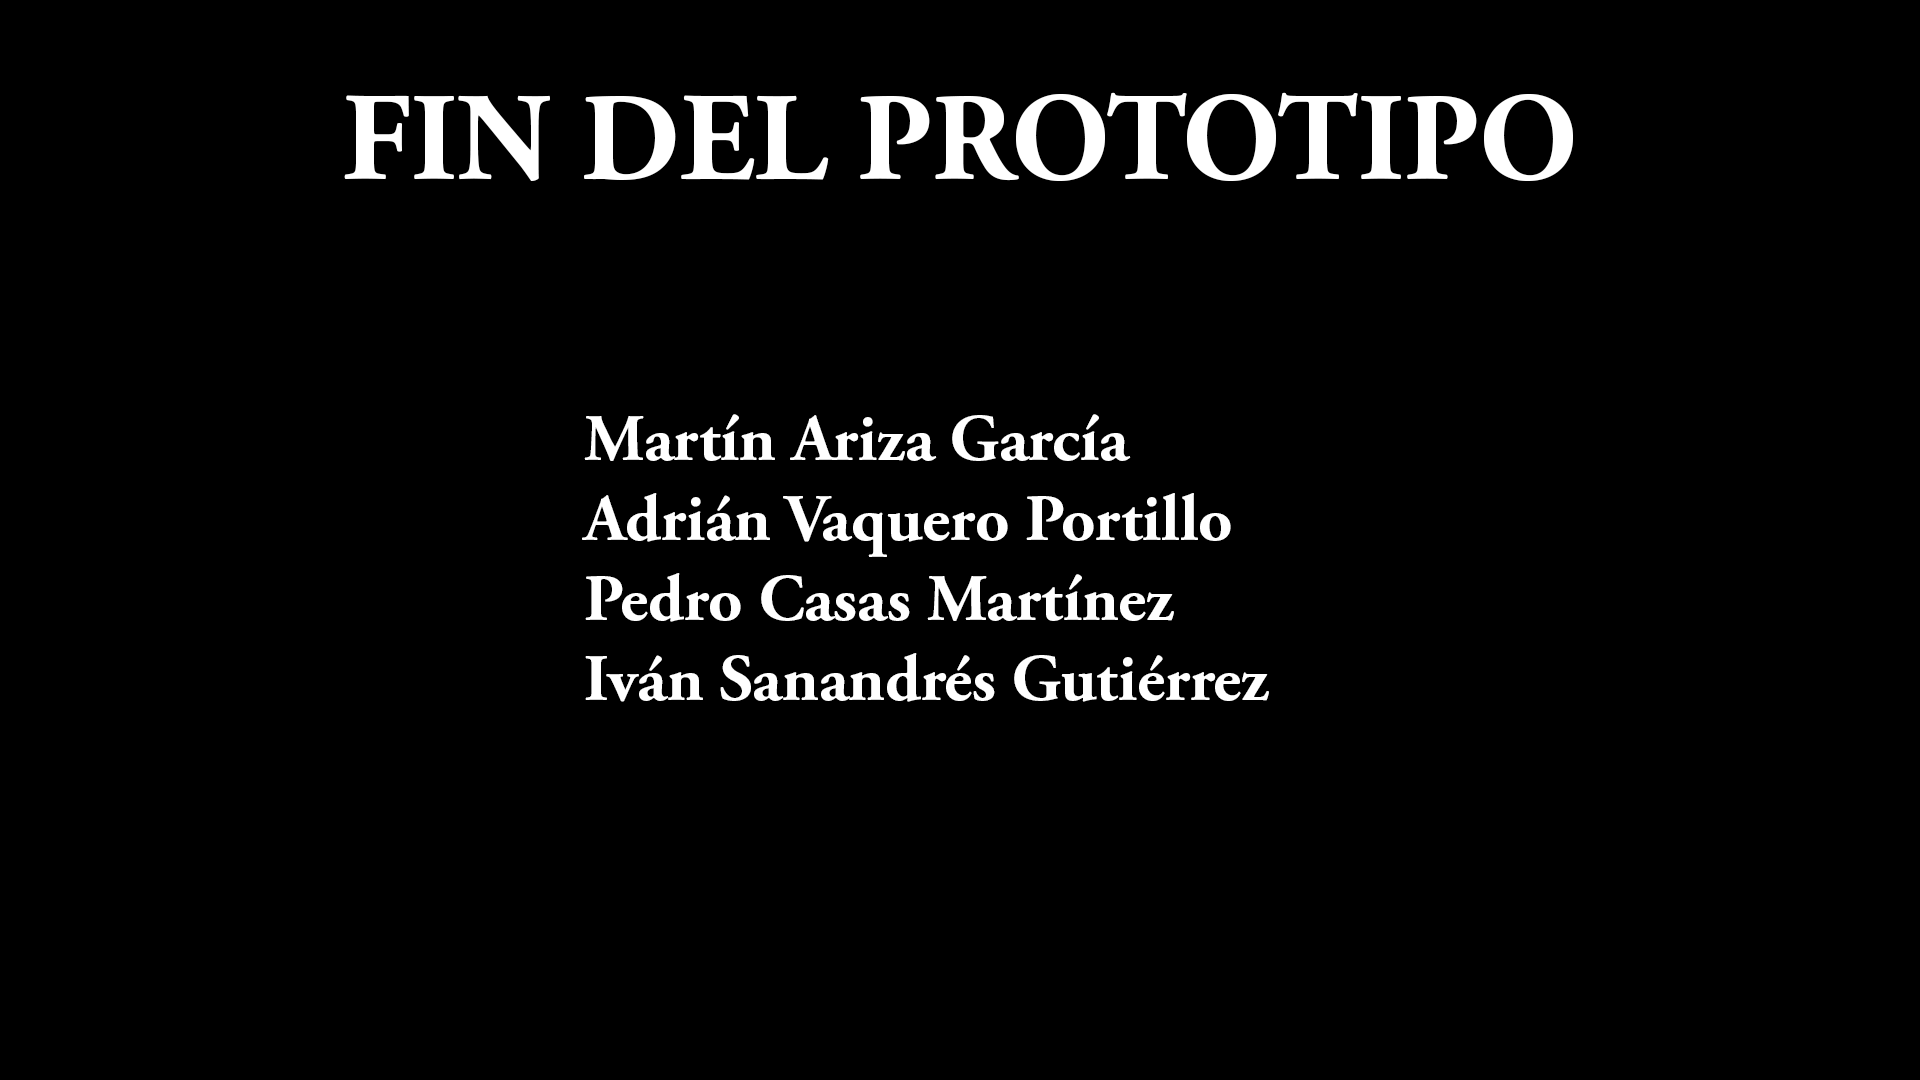 FIN DEL PROTOTIPO
Martín Ariza García
Adrián Vaquero Portillo
Pedro Casas Martínez
Iván Sanandrés Gutiérrez